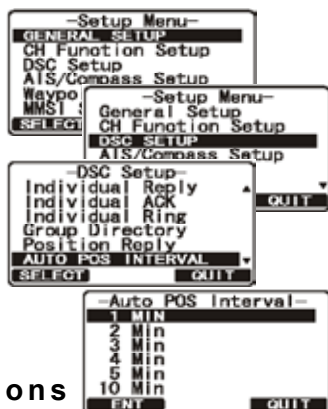 -Setup Menu-
GENERAL SETUP
CH Function Setup
DSC Setup
AIS/Compass Setup
Waypo
MMSI S
SELECT
-Setup Menu-
General Setup
CH Function Setup
DSC SETUP
AIS/Compass Setup
QUIT
-DSC Setup-
Individual Reply
Individual ACK
Individual Ring
Group Directory
Position Reply
AUTO POS INTERVAL
SELECT QUIT
-Auto POS Interval-
1 MIN
2 Min
3 Min
4 Min
5 Min
10 Min
ENT QUIT
ons